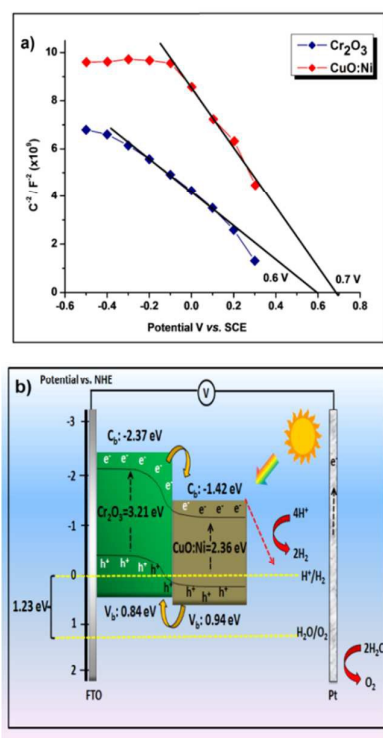 a)
Cr₂O₃
CuO:Ni
10
8
6
4
2
0
C⁻² / F⁻² (x10⁹)
0.6 V
0.7 V
-0.6 -0.4 -0.2 0.0 0.2 0.4 0.6 0.8
Potential V vs. SCE
b)
Potential vs. NHE
V
-3
-2
-1
0
1
2
C_b: -2.37 eV
e⁻ e⁻ e⁻ e⁻
e⁻
C_b: -1.42 eV
e⁻ e⁻ e⁻ e⁻
Cr₂O₃=3.21 eV
CuO:Ni=2.36 eV
h⁺ h⁺ h⁺ h⁺
h⁺ h⁺ h⁺ h⁺
V_b: 0.84 eV
V_b: 0.94 eV
1.23 eV
e⁻
4H⁺
2H₂
H⁺/H₂
H₂O/O₂
2H₂O
O₂
FTO
Pt